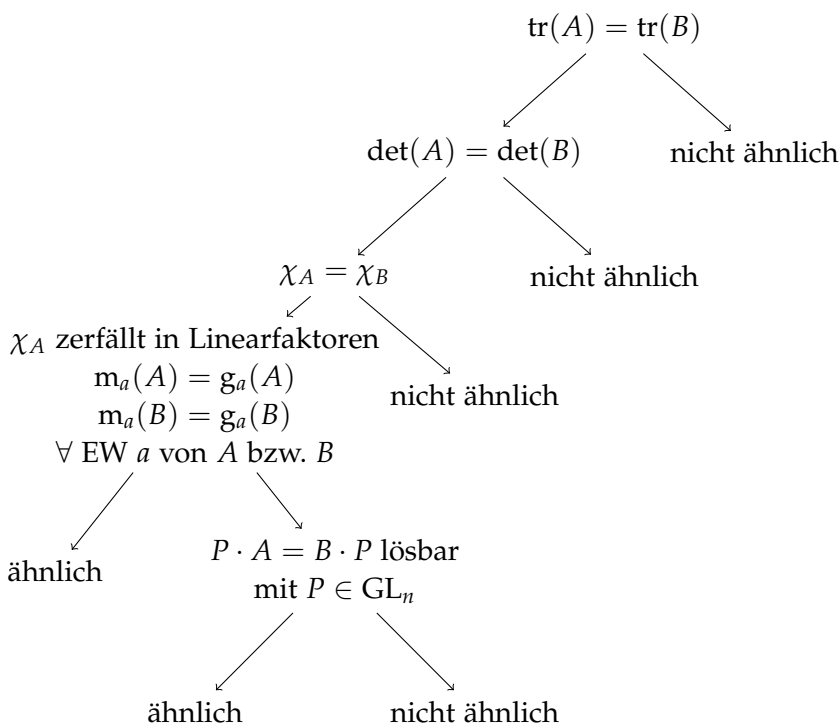 tr(A) = tr(B)
det(A) = det(B)
nicht ähnlich
χ_A = χ_B
nicht ähnlich
χ_A zerfällt in Linearfaktoren
m_a(A) = g_a(A)
m_a(B) = g_a(B)
∀ EW a von A bzw. B
nicht ähnlich
ähnlich
P · A = B · P lösbar
mit P ∈ GL_n
ähnlich
nicht ähnlich